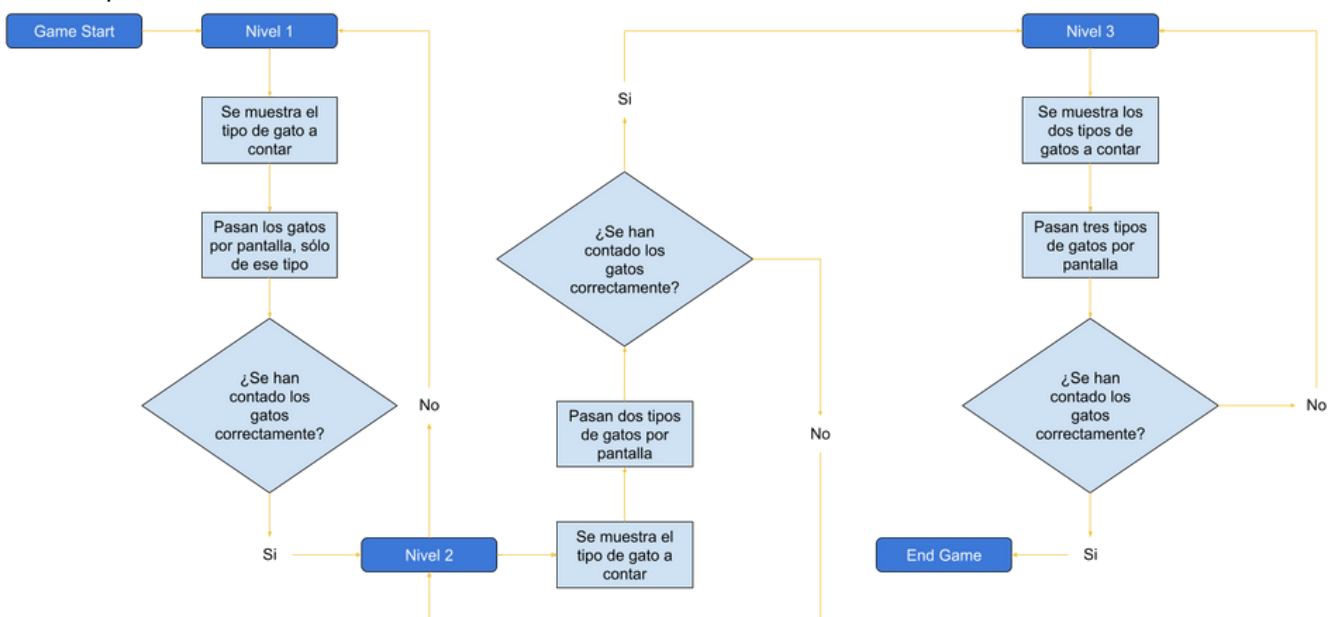 Game Start
Nivel 1
Se muestra el
tipo de gato a
contar
Pasan los gatos
por pantalla, sólo
de ese tipo
¿Se han
contado los
gatos
correctamente?
No
Si
Nivel 2
Se muestra el
tipo de gato a
contar
Pasan dos tipos
de gatos por
pantalla
¿Se han
contado los
gatos
correctamente?
Si
No
Nivel 3
Se muestra los
dos tipos de
gatos a contar
Pasan tres tipos
de gatos por
pantalla
¿Se han
contado los
gatos
correctamente?
No
Si
End Game